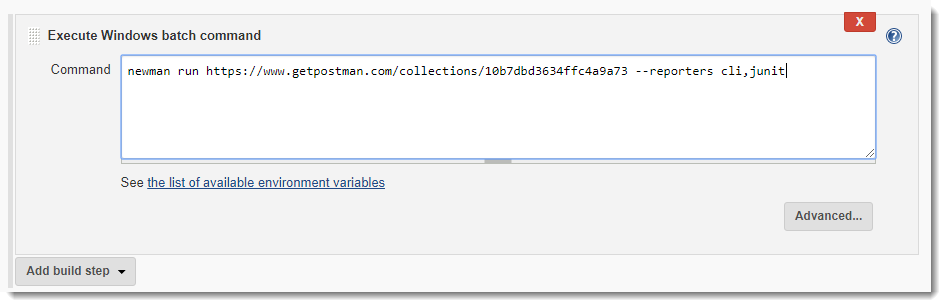 X
Execute Windows batch command
?
Command
newman run https://www.getpostman.com/collections/10b7dbd3634ffc4a9a73 --reporters cli,junit
See the list of available environment variables
Advanced...
Add build step